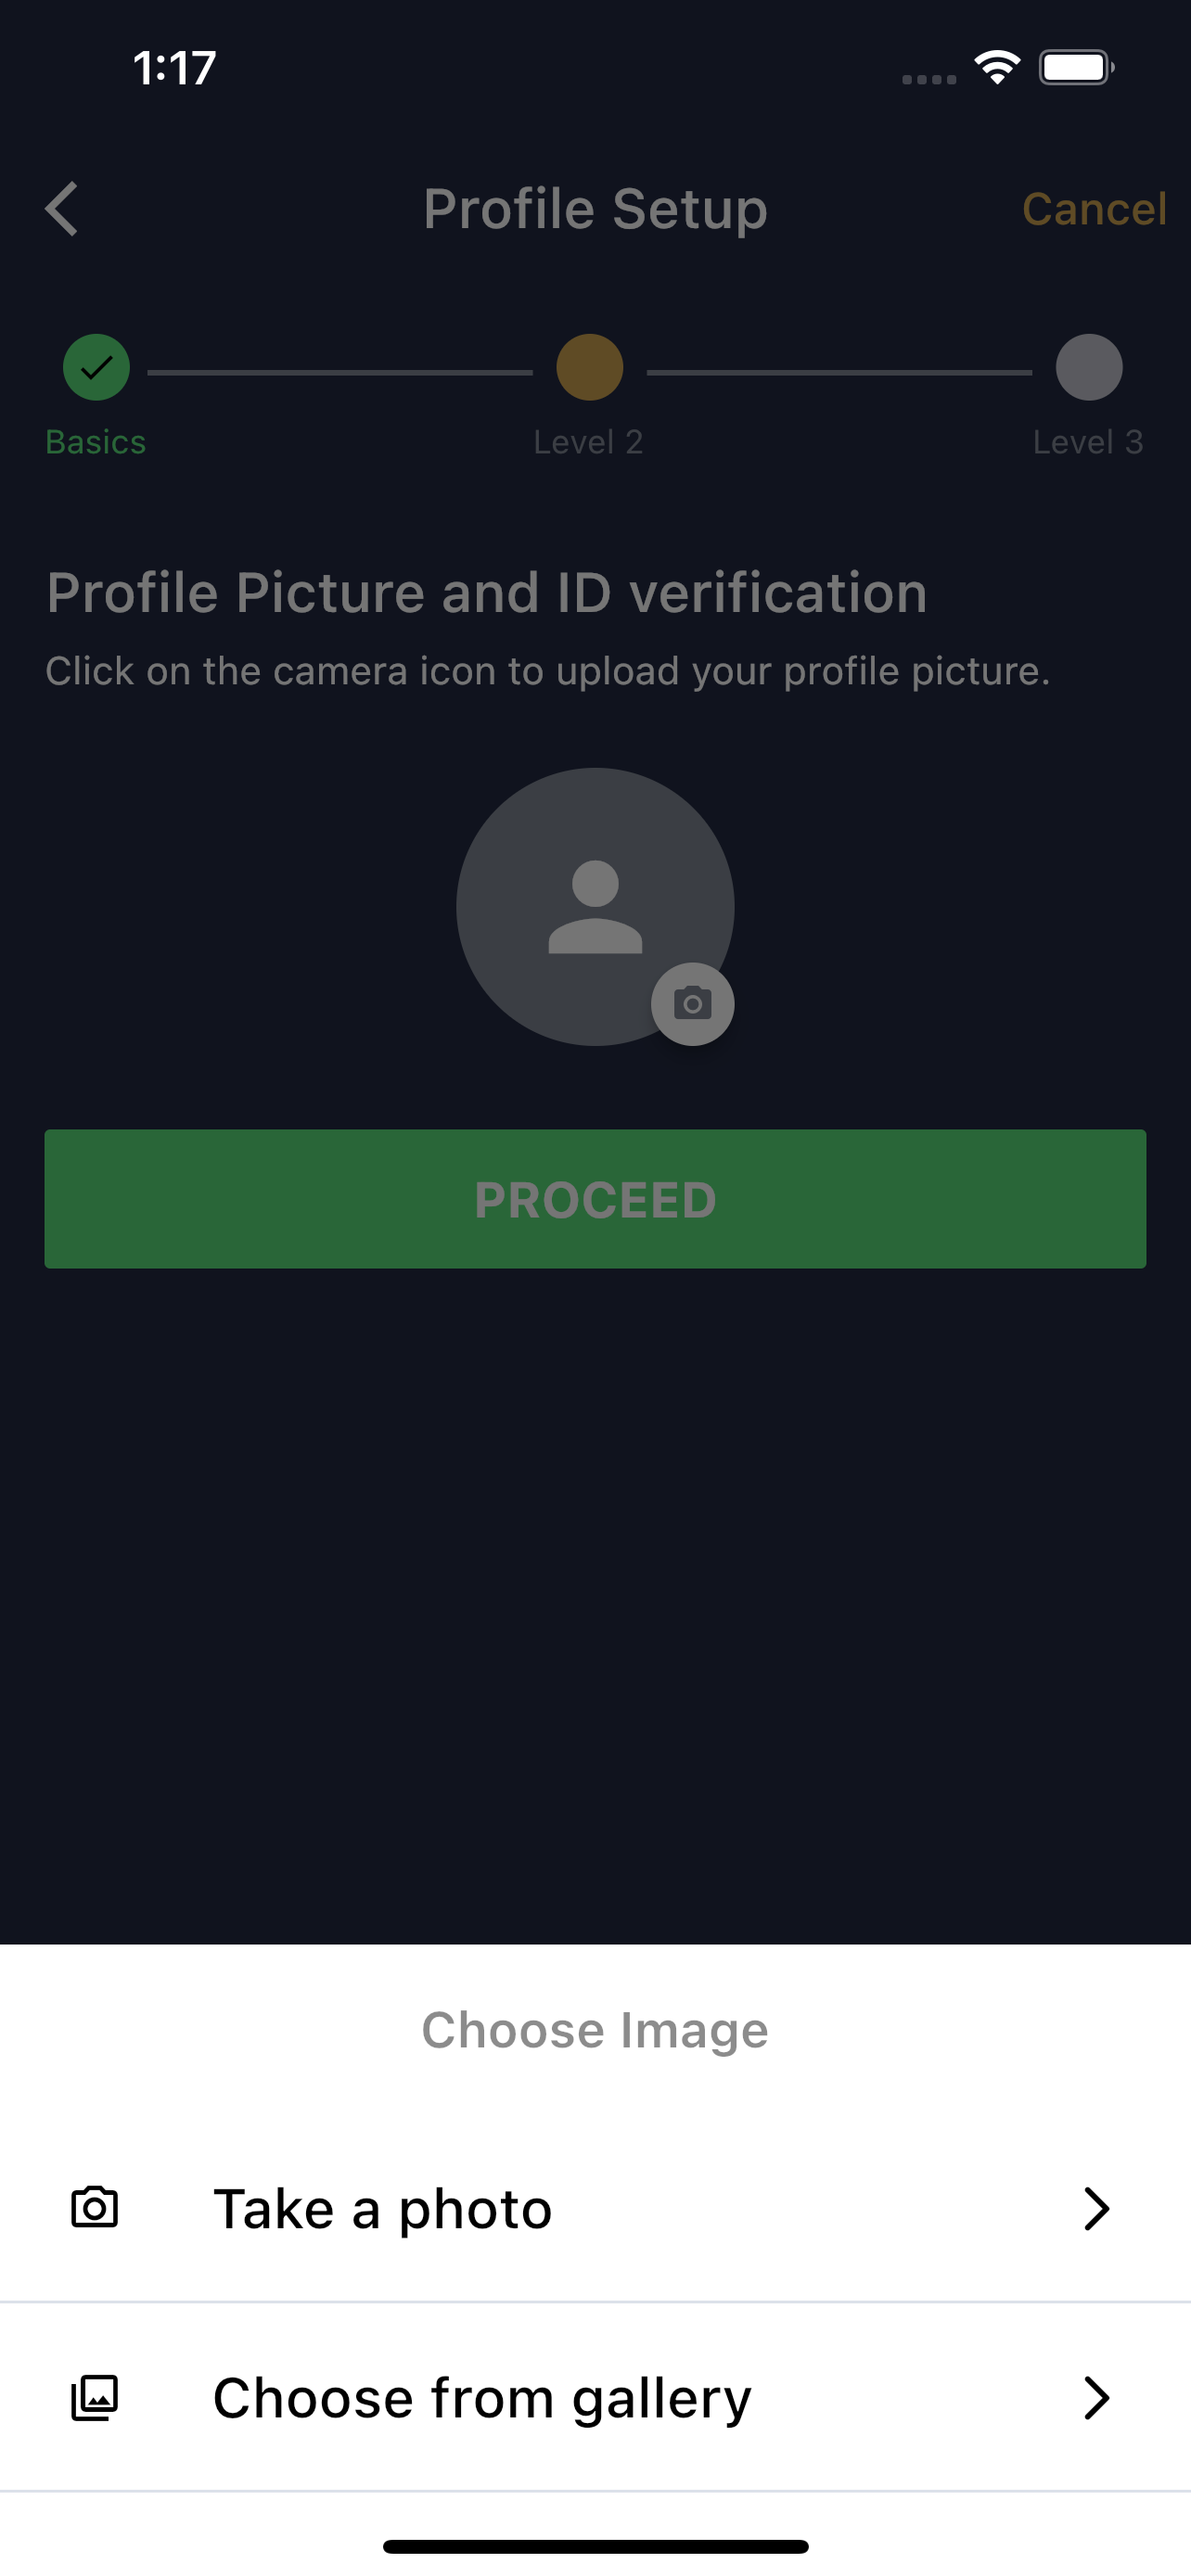 1:17
Profile Setup
Cancel
Basics
Level 2
Level 3
Profile Picture and ID verification
Click on the camera icon to upload your profile picture.
PROCEED
Choose Image
Take a photo
Choose from gallery